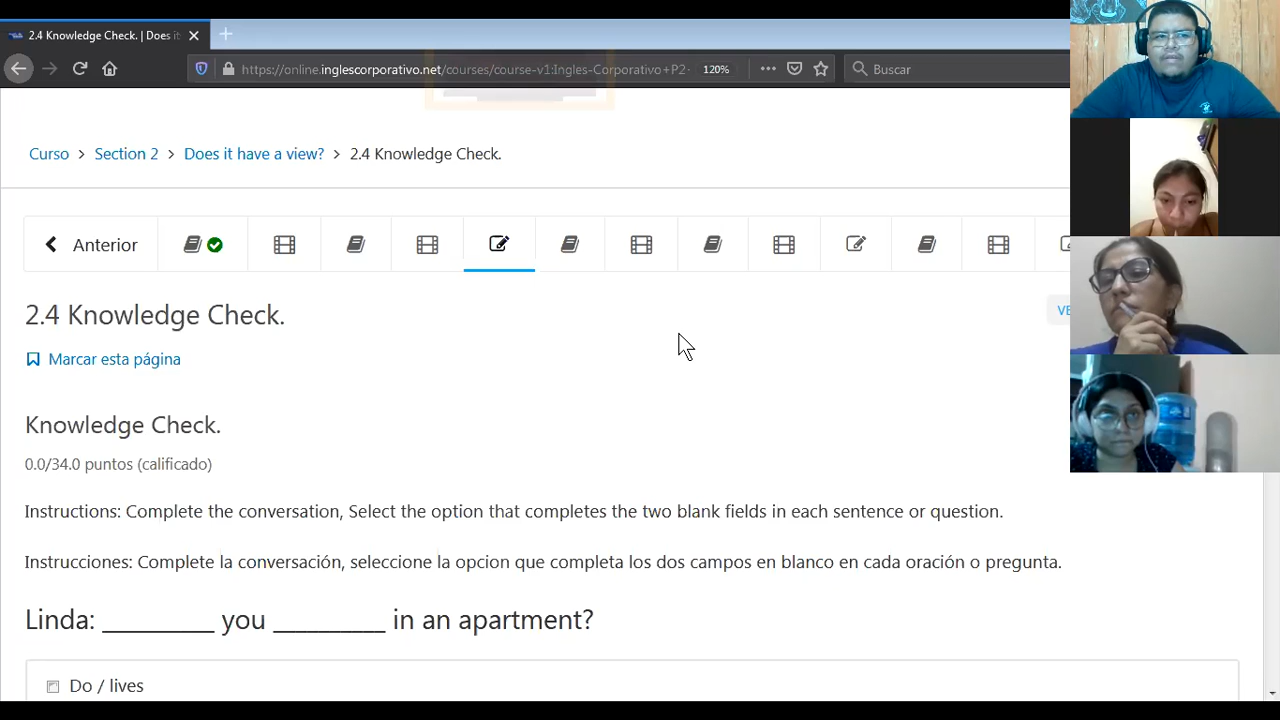 2.4 Knowledge Check. | Does it
https://online.inglescorporativo.net/courses/course-v1:Ingles-Corporativo+P2-
120%
Buscar
Curso > Section 2 > Does it have a view? > 2.4 Knowledge Check.
Anterior
2.4 Knowledge Check.
VE
Marcar esta página
Knowledge Check.
0.0/34.0 puntos (calificado)
Instructions: Complete the conversation, Select the option that completes the two blank fields in each sentence or question.
Instrucciones: Complete la conversación, seleccione la opcion que completa los dos campos en blanco en cada oración o pregunta.
Linda: __________ you __________ in an apartment?
Do / lives